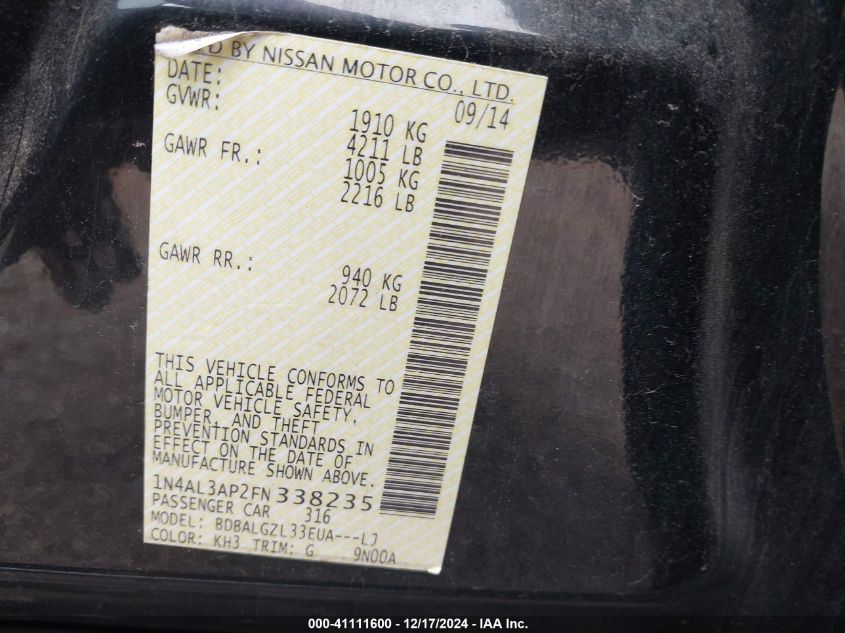 D BY NISSAN MOTOR CO., LTD.
DATE: 09/14
GVWR: 1910 KG
4211 LB
GAWR FR.: 1005 KG
2216 LB
GAWR RR.: 940 KG
2072 LB
THIS VEHICLE CONFORMS TO
ALL APPLICABLE FEDERAL
MOTOR VEHICLE SAFETY,
BUMPER, AND THEFT
PREVENTION STANDARDS IN
EFFECT ON THE DATE OF
MANUFACTURE SHOWN ABOVE.
1N4AL3AP2FN 338235
PASSENGER CAR 316
MODEL: BDBALGZL33EUA---LJ
COLOR: KH3 TRIM: G 9N00A
000-41111600 - 12/17/2024 - IAA Inc.